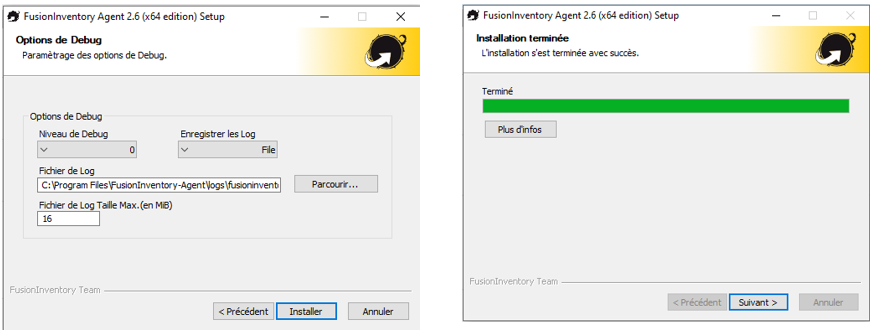 FusionInventory Agent 2.6 (x64 edition) Setup
Options de Debug
Paramètrage des options de Debug.
Options de Debug
Niveau de Debug
0
Enregistrer les Log
File
Fichier de Log
C:\Program Files\FusionInventory-Agent\logs\fusioninvent
Parcourir...
Fichier de Log Taille Max.(en MiB)
16
FusionInventory Team
< Précédent
Installer
Annuler
FusionInventory Agent 2.6 (x64 edition) Setup
Installation terminée
L'installation s'est terminée avec succès.
Terminé
Plus d'infos
FusionInventory Team
< Précédent
Suivant >
Annuler